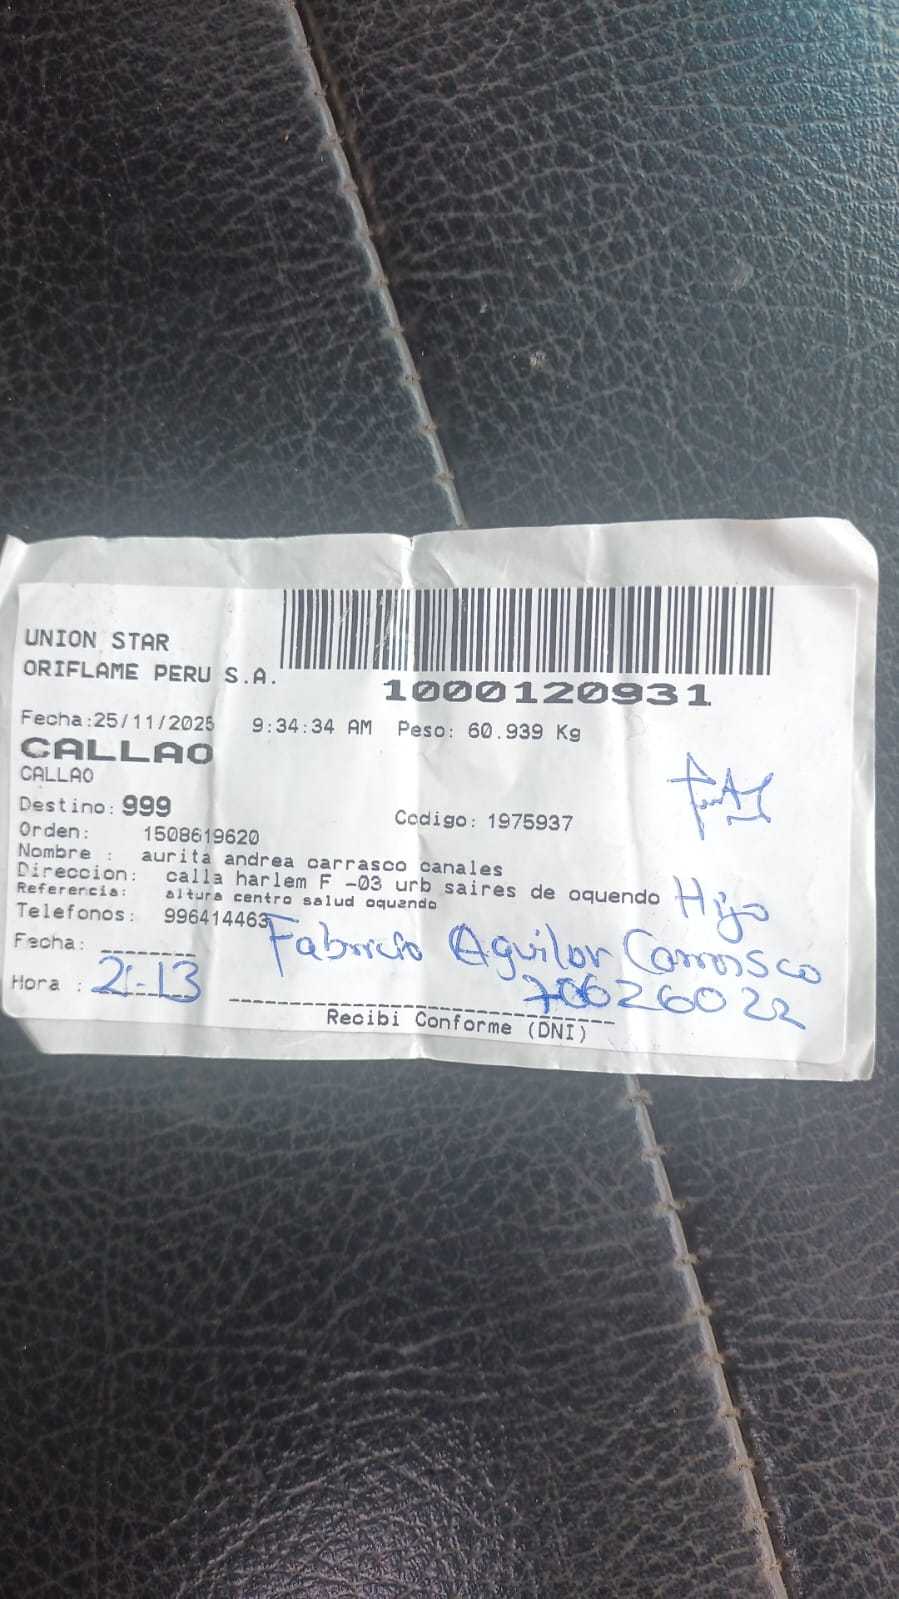 UNION STAR
ORIFLAME PERU S.A.
1000120931
Fecha:25/11/2025 9:34:34 AM Peso: 60.939 Kg
CALLAO
CALLAO
Destino: 999
Codigo: 1975937
Orden: 1508619620
Nombre : aurita andrea carrasco canales
Direccion: calla harlem F -03 urb saires de oquendo
Hijo
Referencia: altura centro salud oquendo
Telefonos: 996414463
Fabricio Aguilar Carrasco
Fecha:
Hora : 2:13
70626022
Recibi Conforme (DNI)